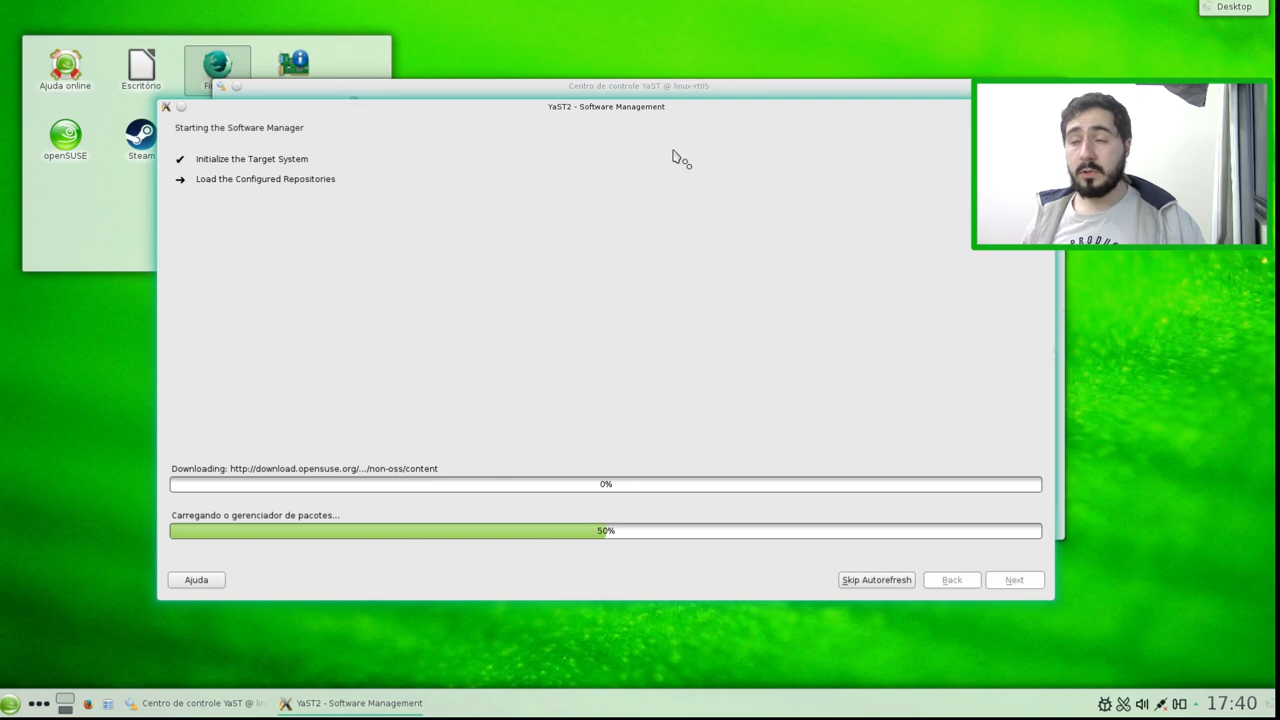 Desktop
Ajuda online
Escritório
openSUSE
Steam
Centro de controle YaST @ linux-rt05
YaST2 - Software Management
Starting the Software Manager
✔ Initialize the Target System
➔ Load the Configured Repositories
Downloading: http://download.opensuse.org/.../non-oss/content
0%
Carregando o gerenciador de pacotes...
50%
Ajuda
Skip Autorefresh
Back
Next
Centro de controle YaST @ lin
YaST2 - Software Management
17:40